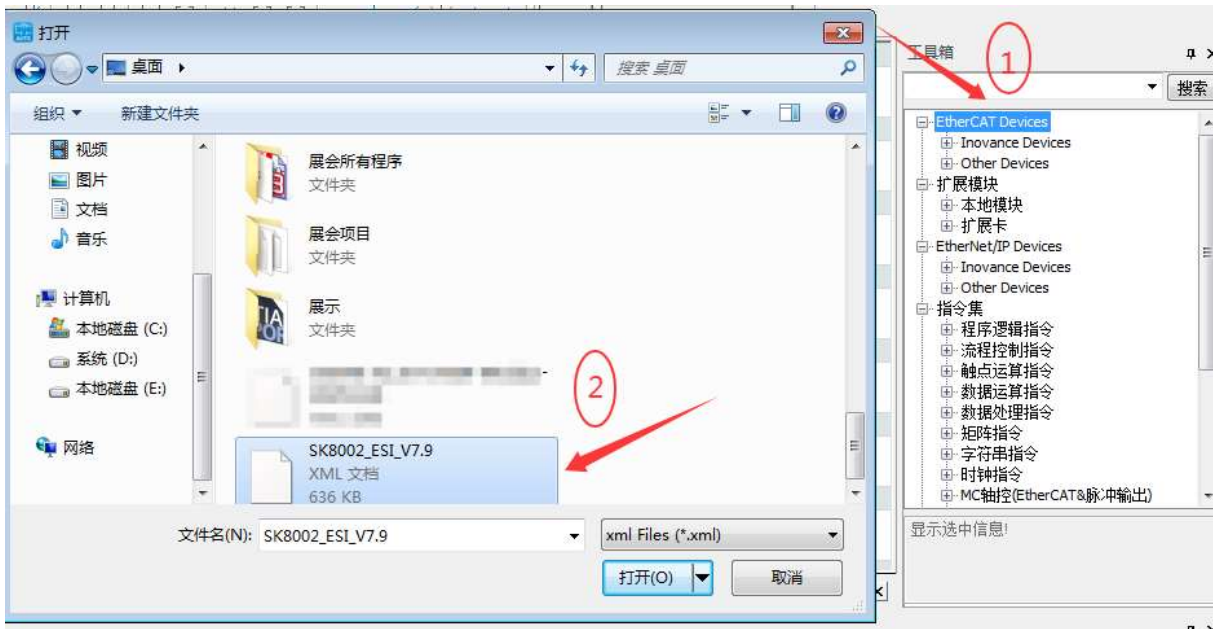 打开
桌面
搜索 桌面
组织
新建文件夹
视频
图片
文档
音乐
计算机
本地磁盘 (C:)
系统 (D:)
本地磁盘 (E:)
网络
展会所有程序
文件夹
展会项目
文件夹
展示
文件夹
SK8002_ESI_V7.9
XML 文档
636 KB
文件名(N):
SK8002_ESI_V7.9
xml Files (*.xml)
打开(O)
取消
2
1
工具箱
搜索
EtherCAT Devices
Inovance Devices
Other Devices
扩展模块
本地模块
扩展卡
EtherNet/IP Devices
Inovance Devices
Other Devices
指令集
程序逻辑指令
流程控制指令
触点运算指令
数据运算指令
数据处理指令
矩阵指令
字符串指令
时钟指令
MC轴控(EtherCAT&脉冲输出)
显示选中信息!